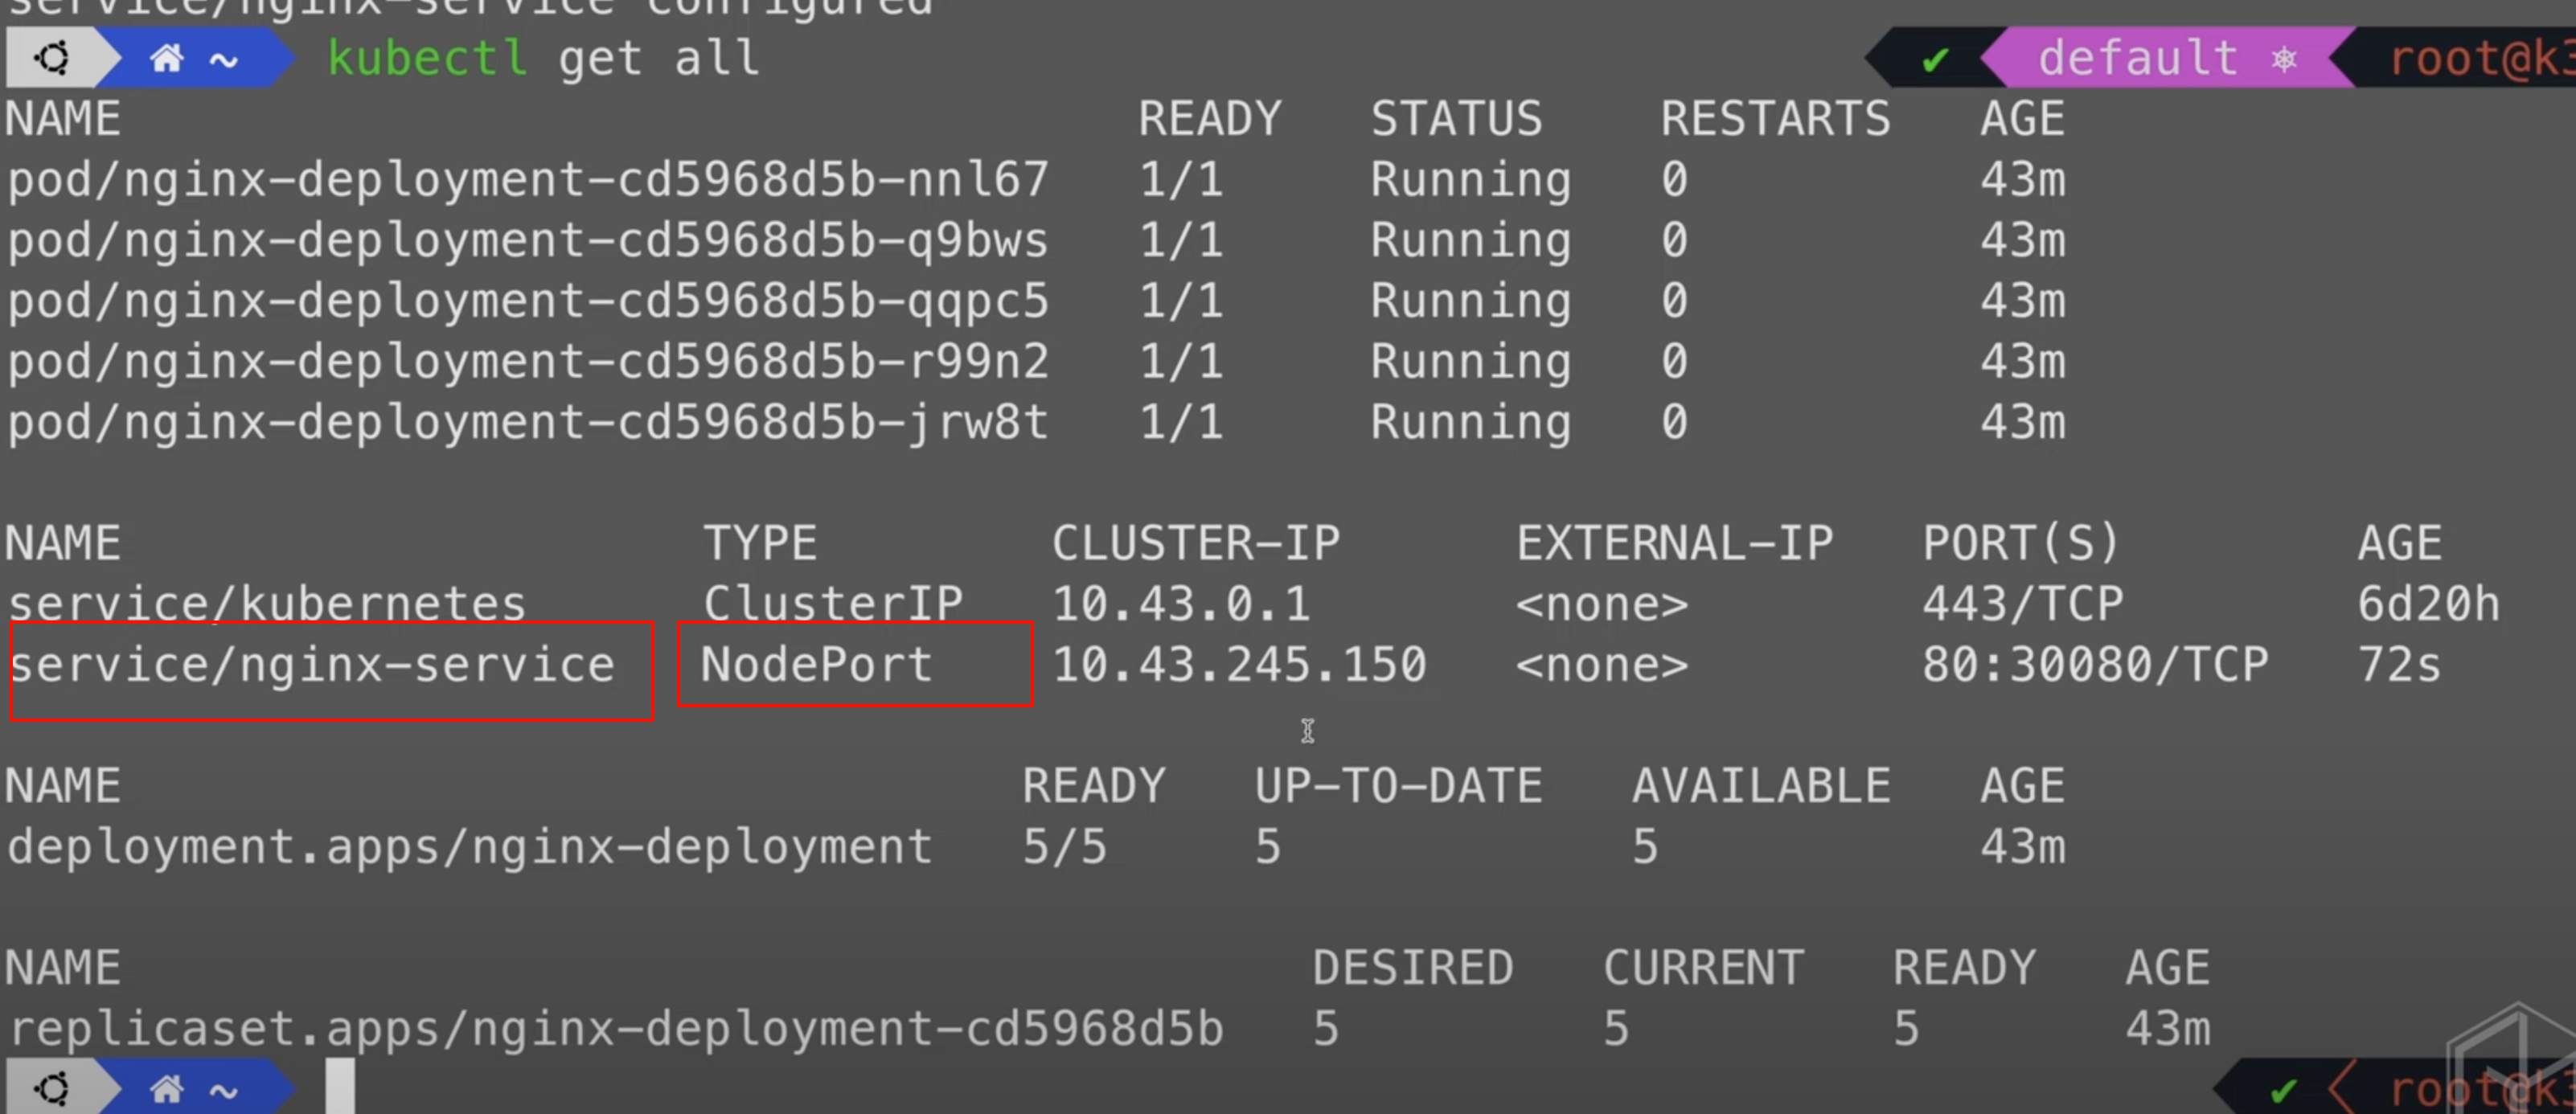 service/nginx-service configured
~ kubectl get all ✔ default root@k3
NAME READY STATUS RESTARTS AGE
pod/nginx-deployment-cd5968d5b-nnl67 1/1 Running 0 43m
pod/nginx-deployment-cd5968d5b-q9bws 1/1 Running 0 43m
pod/nginx-deployment-cd5968d5b-qqpc5 1/1 Running 0 43m
pod/nginx-deployment-cd5968d5b-r99n2 1/1 Running 0 43m
pod/nginx-deployment-cd5968d5b-jrw8t 1/1 Running 0 43m
NAME TYPE CLUSTER-IP EXTERNAL-IP PORT(S) AGE
service/kubernetes ClusterIP 10.43.0.1 <none> 443/TCP 6d20h
service/nginx-service NodePort 10.43.245.150 <none> 80:30080/TCP 72s
NAME READY UP-TO-DATE AVAILABLE AGE
deployment.apps/nginx-deployment 5/5 5 5 43m
NAME DESIRED CURRENT READY AGE
replicaset.apps/nginx-deployment-cd5968d5b 5 5 5 43m
~ ✔ root@k3